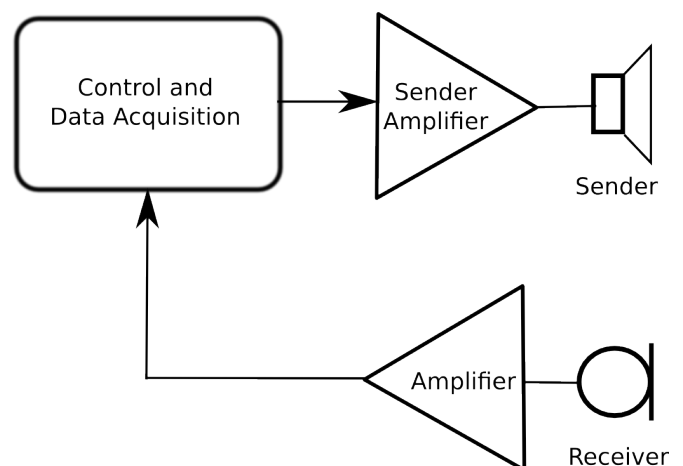 Control and
Data Acquisition
Sender
Amplifier
Sender
Amplifier
Receiver